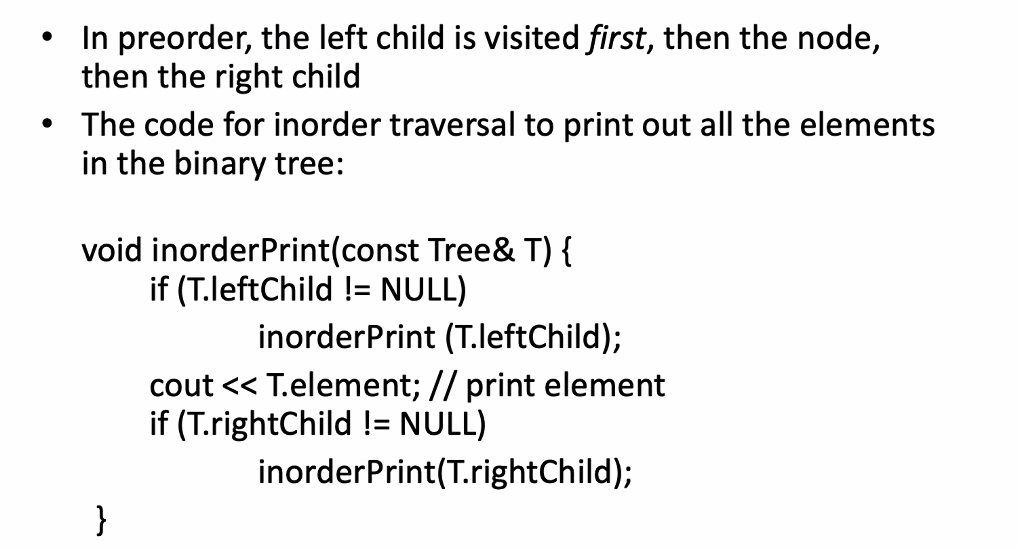 • In preorder, the left child is visited first, then the node,
then the right child
• The code for inorder traversal to print out all the elements
in the binary tree:
void inorderPrint(const Tree& T) {
if (T.leftChild != NULL)
inorderPrint (T.leftChild);
cout << T.element; // print element
if (T.rightChild != NULL)
inorderPrint(T.rightChild);
}